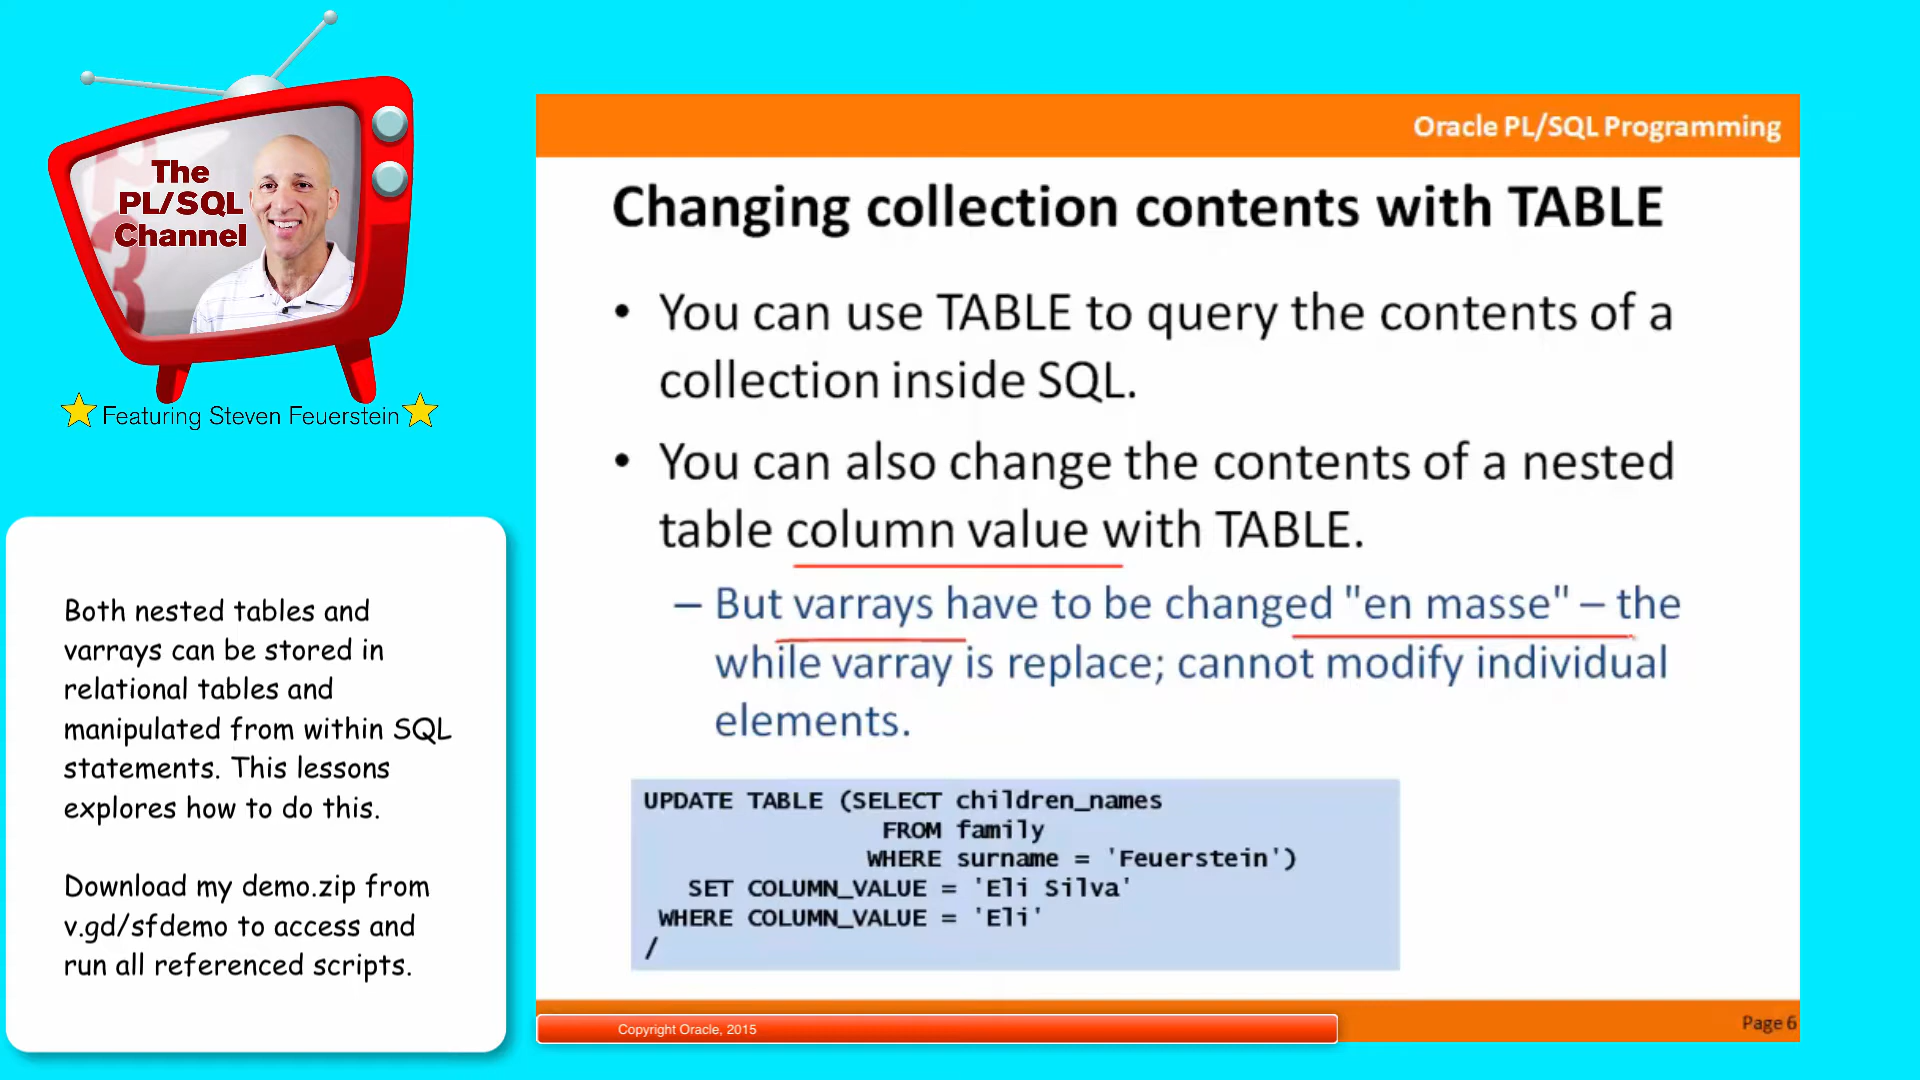 The
PL/SQL
Channel
Featuring Steven Feuerstein
Both nested tables and
varrays can be stored in
relational tables and
manipulated from within SQL
statements. This lessons
explores how to do this.
Download my demo.zip from
v.gd/sfdemo to access and
run all referenced scripts.
Oracle PL/SQL Programming
Changing collection contents with TABLE
• You can use TABLE to query the contents of a
collection inside SQL.
• You can also change the contents of a nested
table column value with TABLE.
– But varrays have to be changed "en masse" – the
while varray is replace; cannot modify individual
elements.
UPDATE TABLE (SELECT children_names
FROM family
WHERE surname = 'Feuerstein')
SET COLUMN_VALUE = 'Eli Silva'
WHERE COLUMN_VALUE = 'Eli'
/
Copyright Oracle, 2015
Page 6